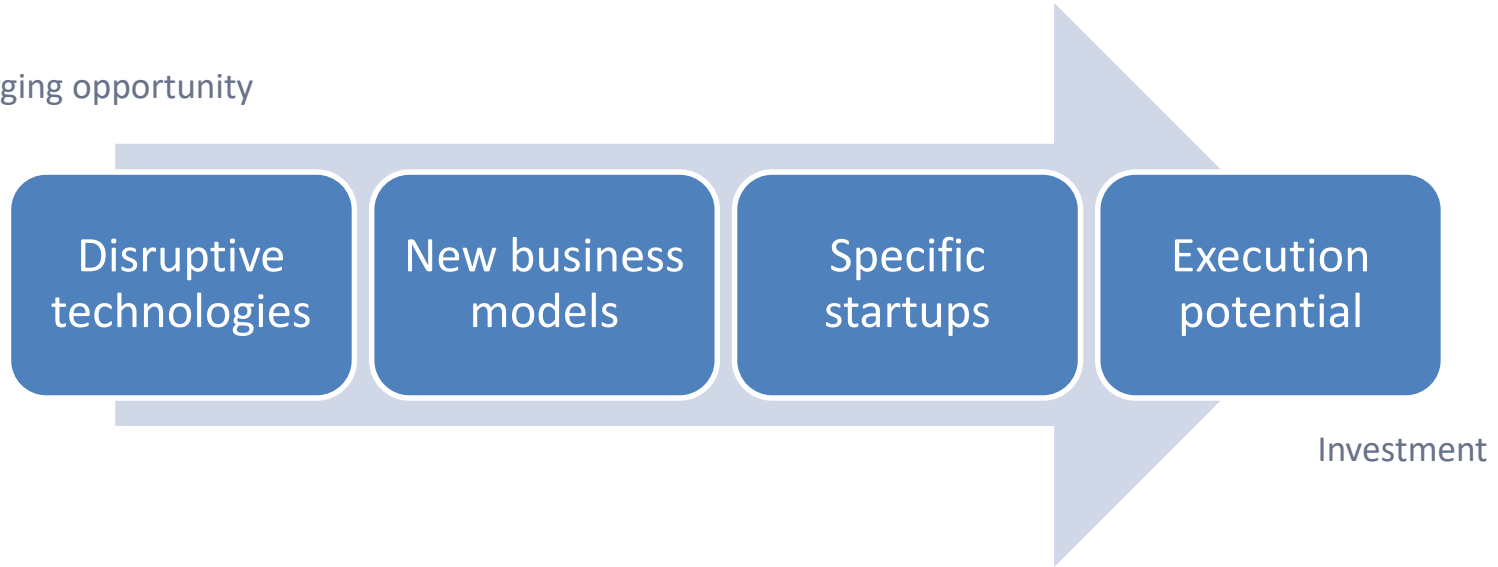 ging opportunity
Disruptive
technologies
New business
models
Specific
startups
Execution
potential
Investment